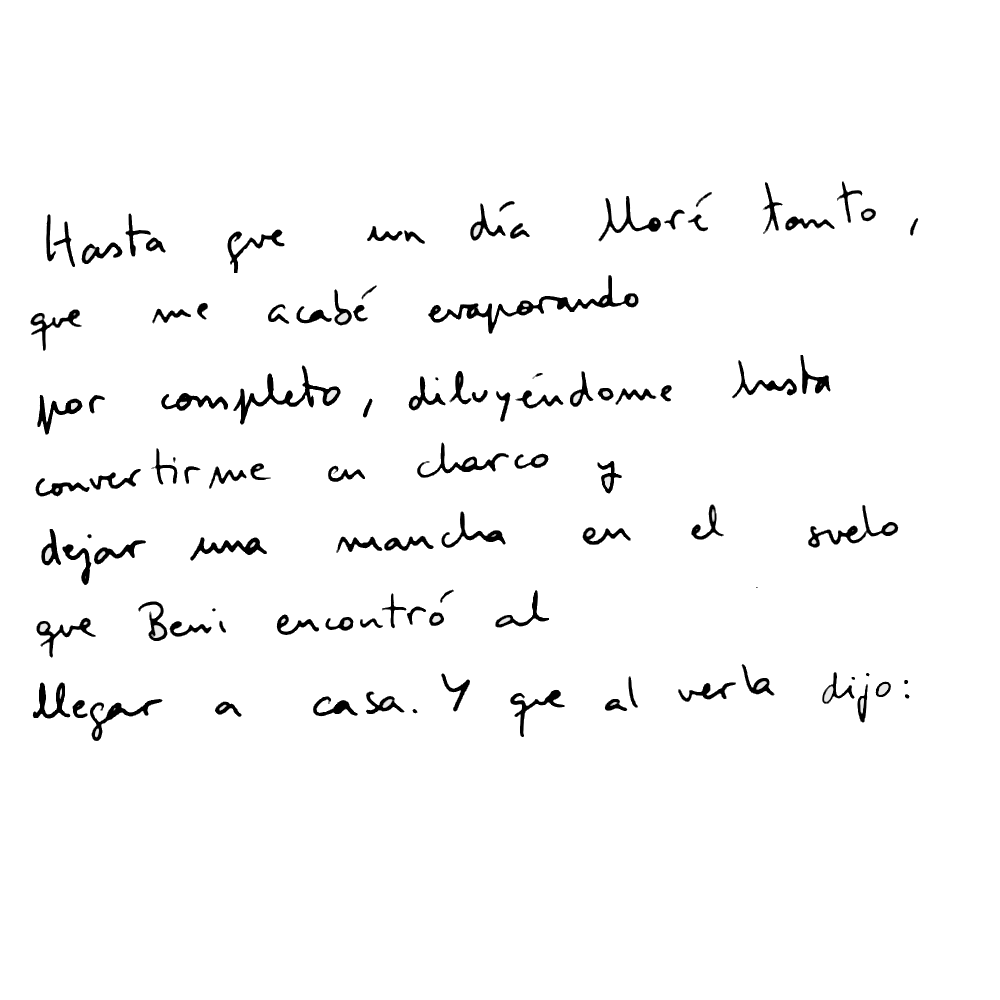 Hasta que un día lloré tanto,
que me acabé evaporando
por completo, diluyéndome hasta
convertirme en charco y
dejar una mancha en el suelo
que Beni encontró al
llegar a casa. Y que al verla dijo: